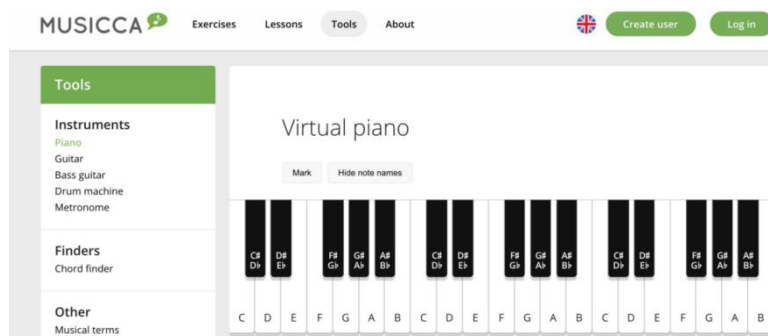 MUSICCA Exercises Lessons Tools About Create user Log in
Tools
Instruments
Piano
Guitar
Bass guitar
Drum machine
Metronome
Finders
Chord finder
Other
Musical terms
Virtual piano
Mark Hide note names
C# D# F# G# A# C# D# F# G# A# C# D# F# G# A#
D♭ E♭ G♭ A♭ B♭ D♭ E♭ G♭ A♭ B♭ D♭ E♭ G♭ A♭ B♭
C D E F G A B C D E F G A B C D E F G A B